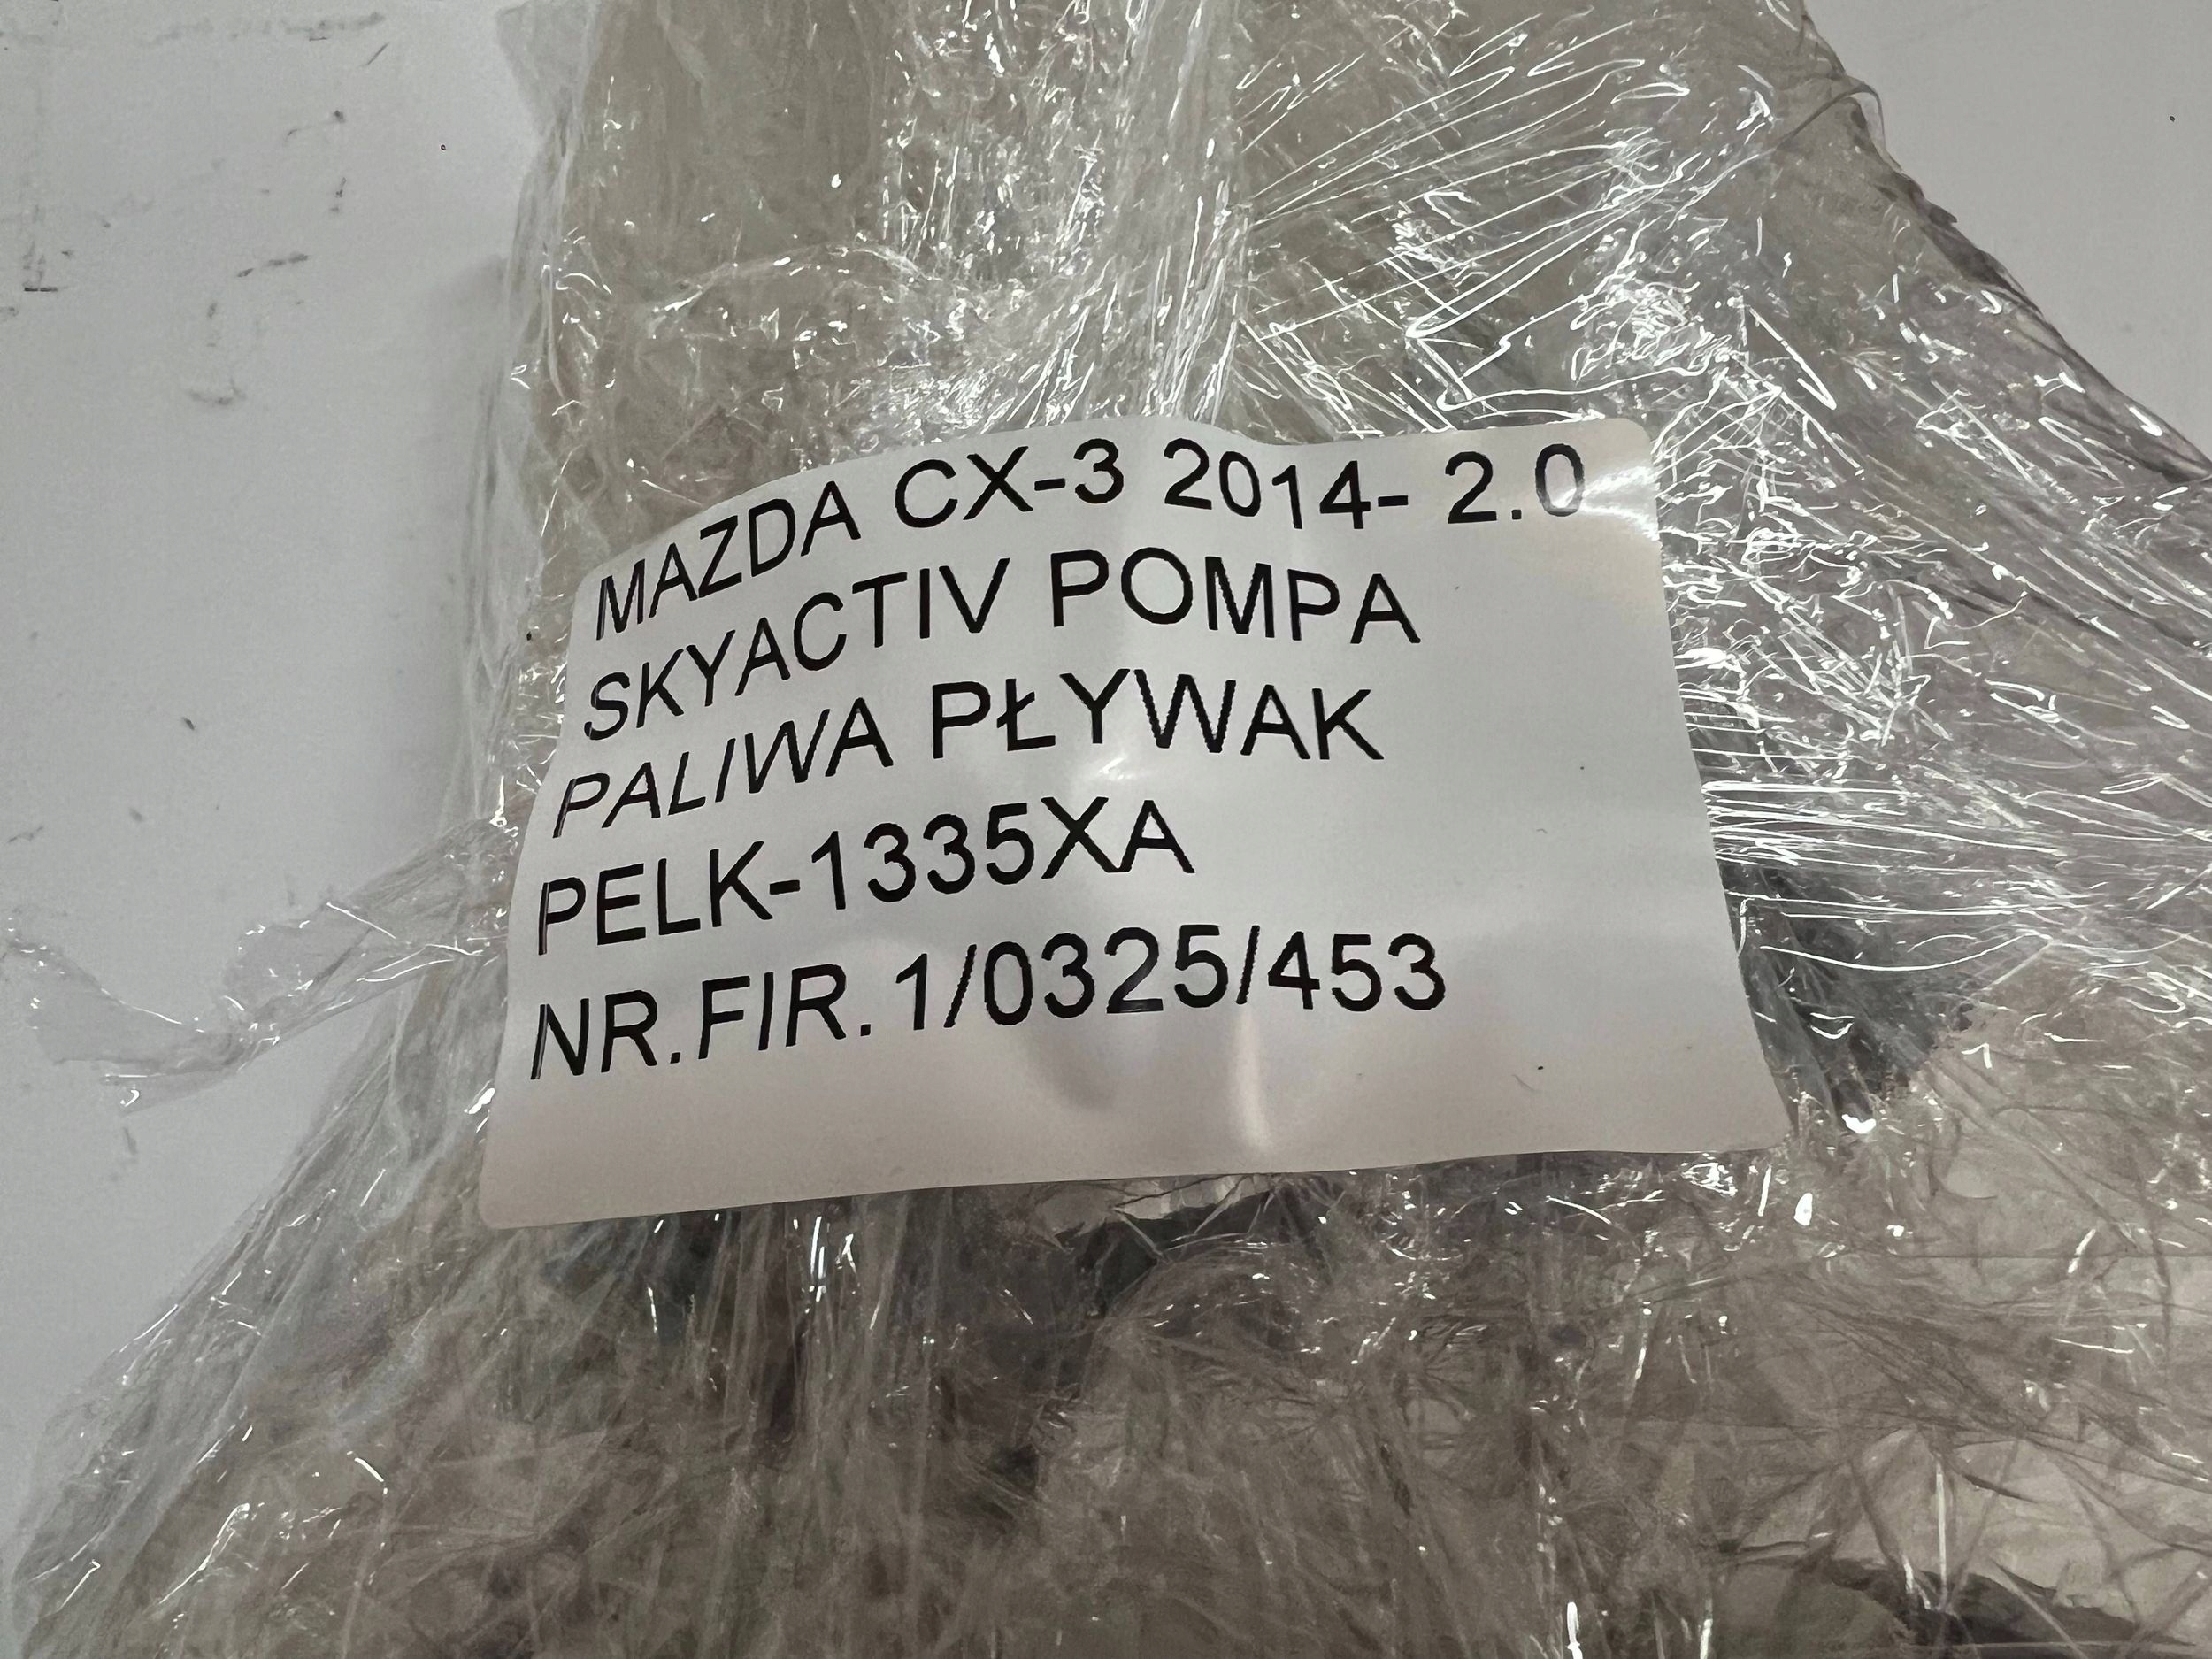 MAZDA CX-3 2014- 2.0
SKYACTIV POMPA
PALIWA PŁYWAK
PELK-1335XA
NR.FIR.1/0325/453